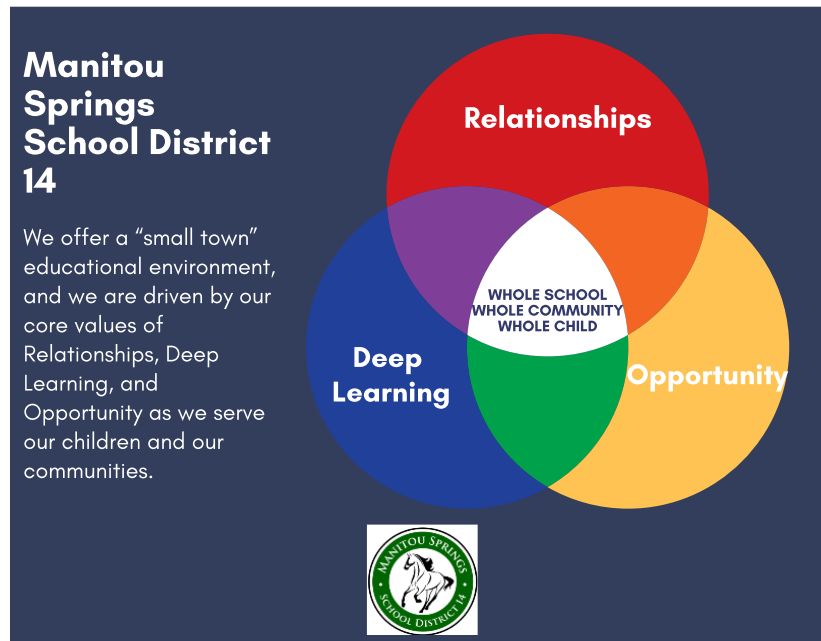 Manitou
Springs
School District
14
We offer a “small town”
educational environment,
and we are driven by our
core values of
Relationships, Deep
Learning, and
Opportunity as we serve
our children and our
communities.
Relationships
WHOLE SCHOOL
WHOLE COMMUNITY
WHOLE CHILD
Deep
Learning
Opportunity
MANITOU SPRINGS
SCHOOL DISTRICT 14